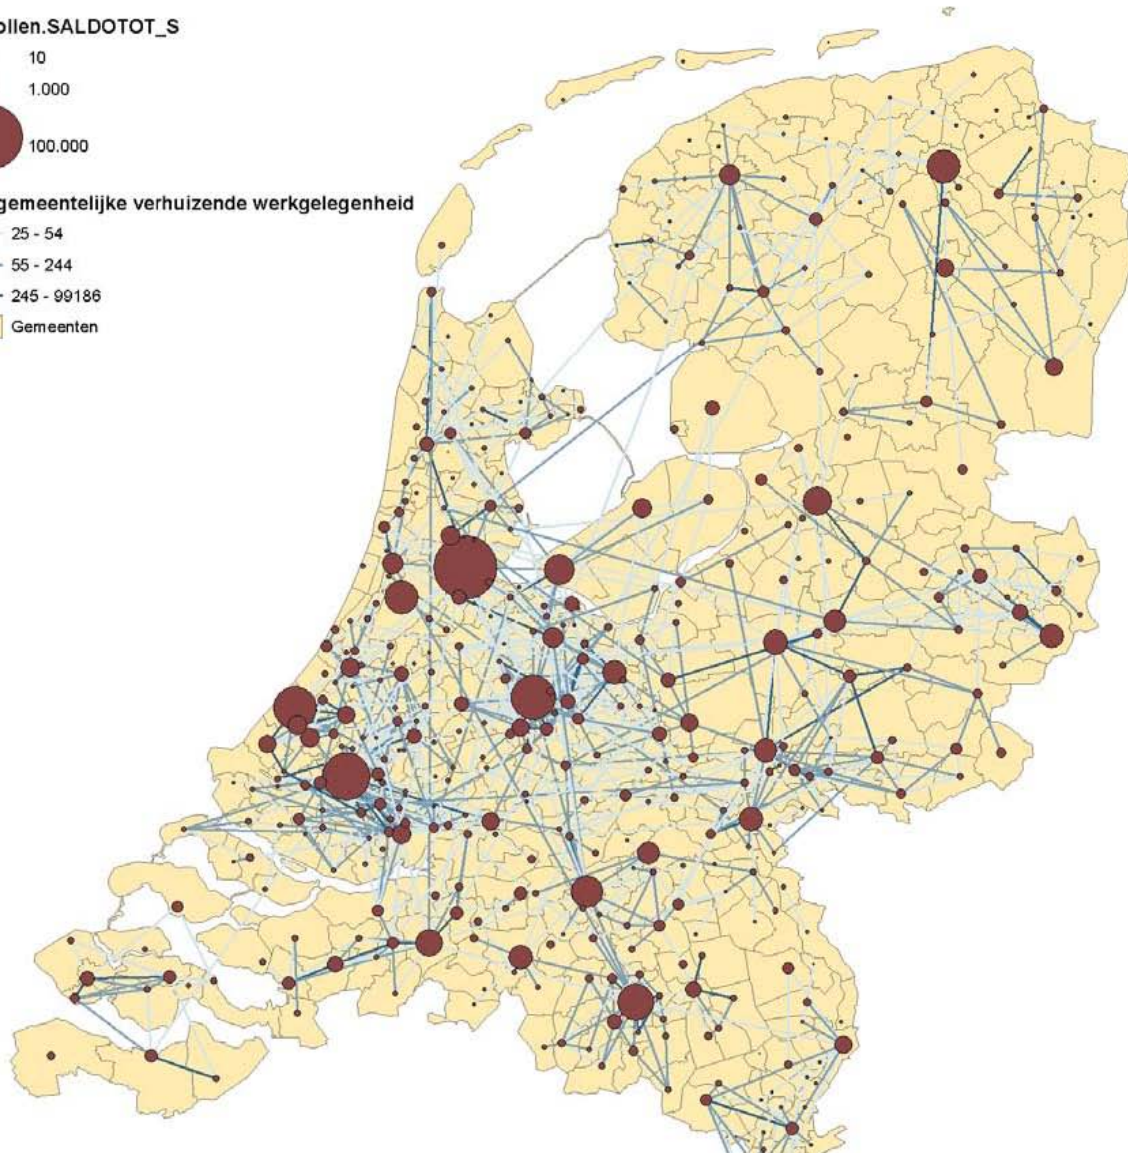 ollen.SALDOTOT_S
10
1.000
100.000
gemeentelijke verhuizende werkgelegenheid
25 - 54
55 - 244
245 - 99186
Gemeenten